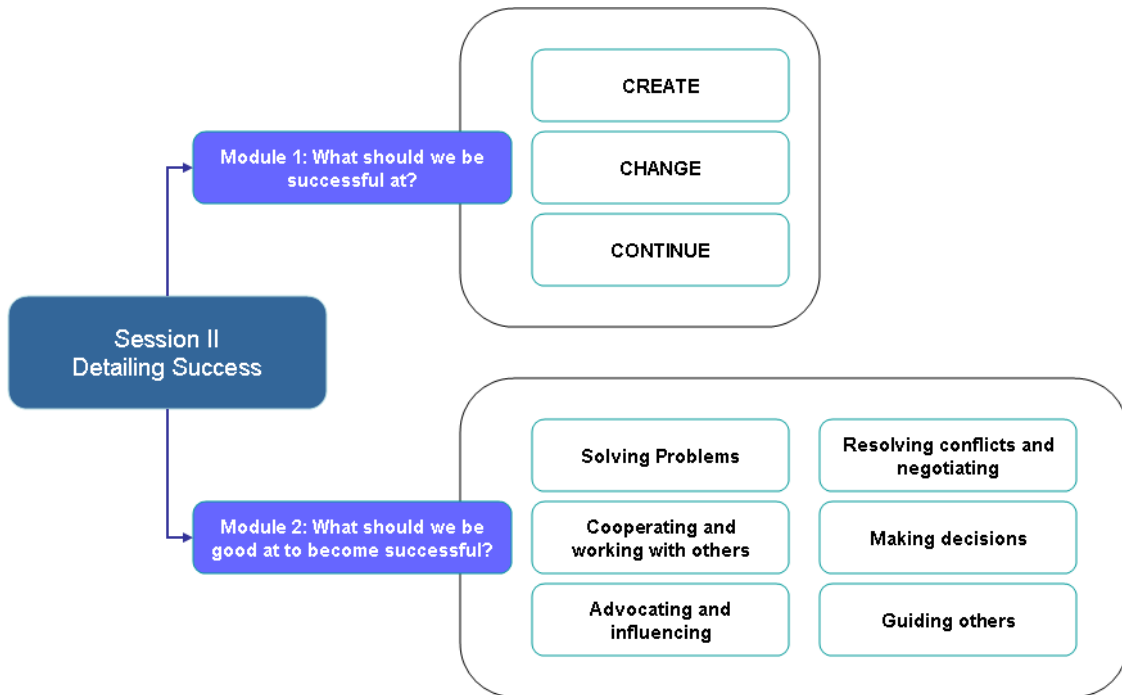 CREATE
Module 1: What should we be
successful at?
CHANGE
CONTINUE
Session II
Detailing Success
Module 2: What should we be
good at to become successful?
Solving Problems
Resolving conflicts and
negotiating
Cooperating and
working with others
Making decisions
Advocating and
influencing
Guiding others